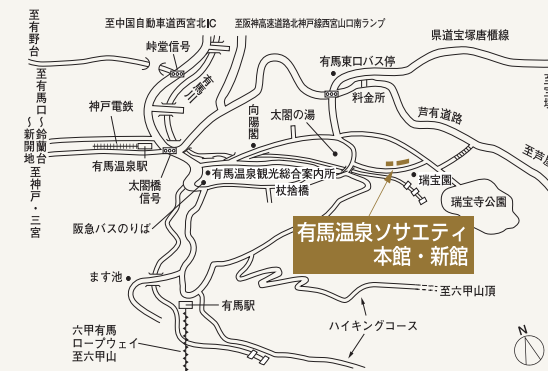 至有野台
至中国自動車道西宮北IC
至阪神高速道路北神戸線西宮山口南ランプ
県道宝塚唐櫃線
峠堂信号
有馬東口バス停
有馬川
料金所
至有馬口～鈴蘭台
～新開地
至神戸・三宮
神戸電鉄
向陽閣
太閤の湯
芦有道路
有馬温泉駅
太閤橋
信号
有馬温泉観光総合案内所
杖捨橋
瑞宝園
瑞宝寺公園
阪急バスのりば
有馬温泉ソサエティ
本館・新館
ます池
有馬駅
至六甲山頂
ハイキングコース
六甲有馬
ロープウェイ
至六甲山
N